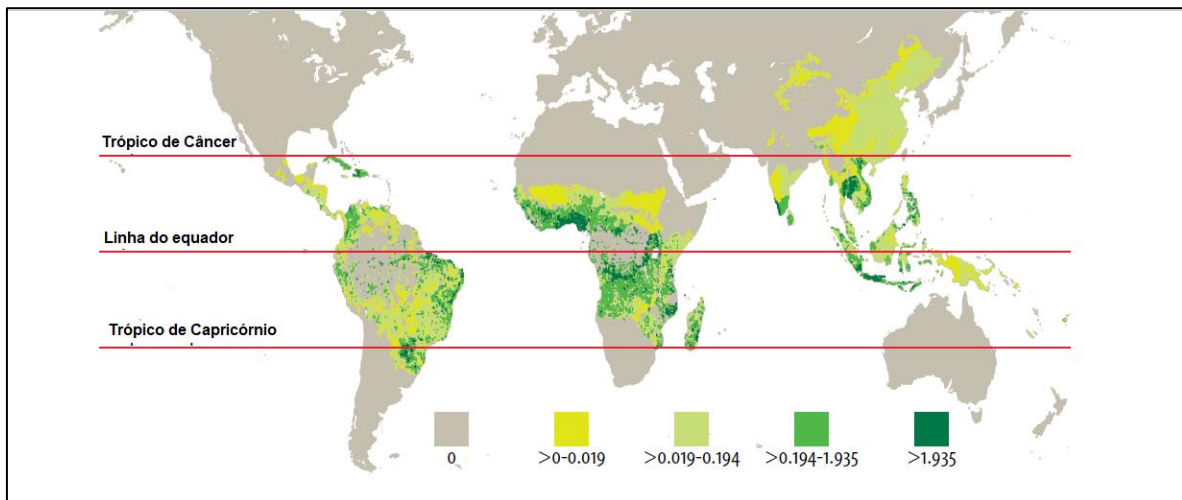 Trópico de Câncer
Linha do equador
Trópico de Capricórnio
0 >0-0.019 >0.019-0.194 >0.194-1.935 >1.935